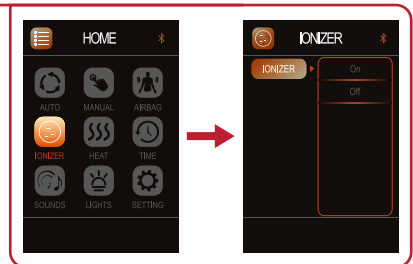 HOME
AUTO MANUAL AIRBAG
IONIZER HEAT TIME
SOUNDS LIGHTS SETTING
IONIZER
IONIZER On
Off